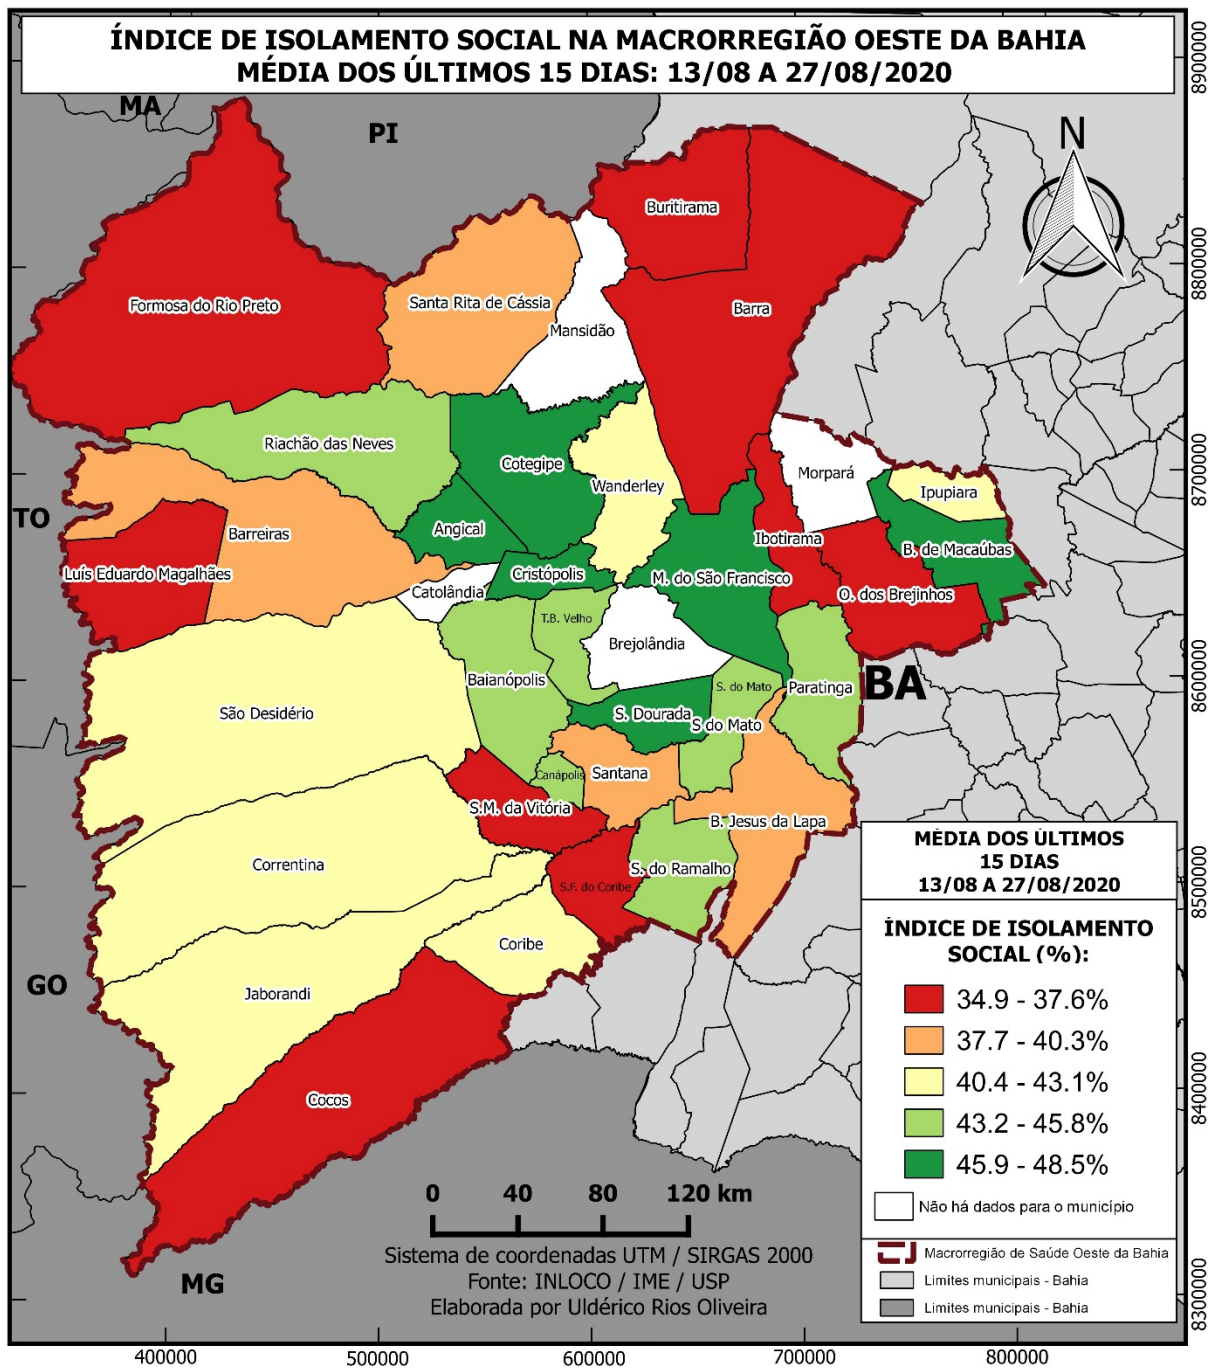 ÍNDICE DE ISOLAMENTO SOCIAL NA MACRORREGIÃO OESTE DA BAHIA
MÉDIA DOS ÚLTIMOS 15 DIAS: 13/08 A 27/08/2020
MA
PI
N
8900000
Buritirama
8800000
Formosa do Rio Preto
Santa Rita de Cássia
Barra
Mansidão
Riachão das Neves
Cotegipe
Wanderley
Morpará
Ipupiara
8700000
TO
Barreiras
Angical
Ibotirama
B. de Macaúbas
Luís Eduardo Magalhães
Cristópolis
M. do São Francisco
Catolândia
O. dos Brejinhos
T.B. Velho
Brejolândia
Baianópolis
S. do Mato
Paratinga
BA
8600000
São Desidério
S. Dourada
S do Mato
Canápolis
Santana
S.M. da Vitória
B. Jesus da Lapa
Correntina
S. do Ramalho
S.F. do Coribe
8500000
Coribe
GO
Jaborandi
Cocos
8400000
MÉDIA DOS ÚLTIMOS
15 DIAS
13/08 A 27/08/2020
ÍNDICE DE ISOLAMENTO
SOCIAL (%):
34.9 - 37.6%
37.7 - 40.3%
40.4 - 43.1%
43.2 - 45.8%
45.9 - 48.5%
Não há dados para o município
Macrorregião de Saúde Oeste da Bahia
Limites municipais - Bahia
Limites municipais - Bahia
8300000
0 40 80 120 km
Sistema de coordenadas UTM / SIRGAS 2000
Fonte: INLOCO / IME / USP
Elaborada por Uldérico Rios Oliveira
MG
400000 500000 600000 700000 800000